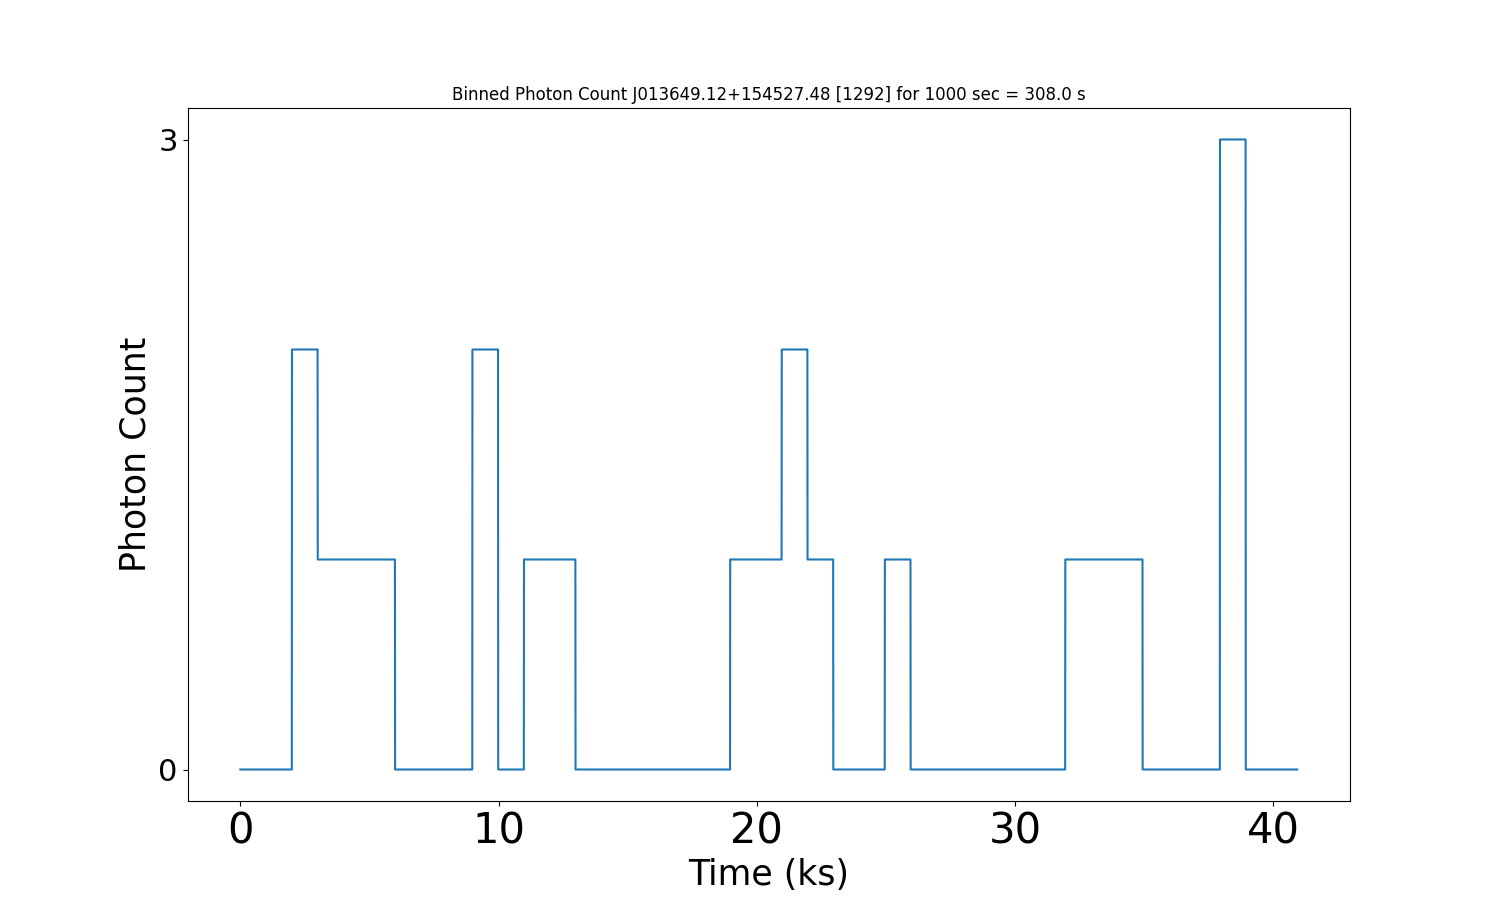 Binned Photon Count J013649.12+154527.48 [1292] for 1000 sec = 308.0 s
3
0
Photon Count
0 10 20 30 40
Time (ks)